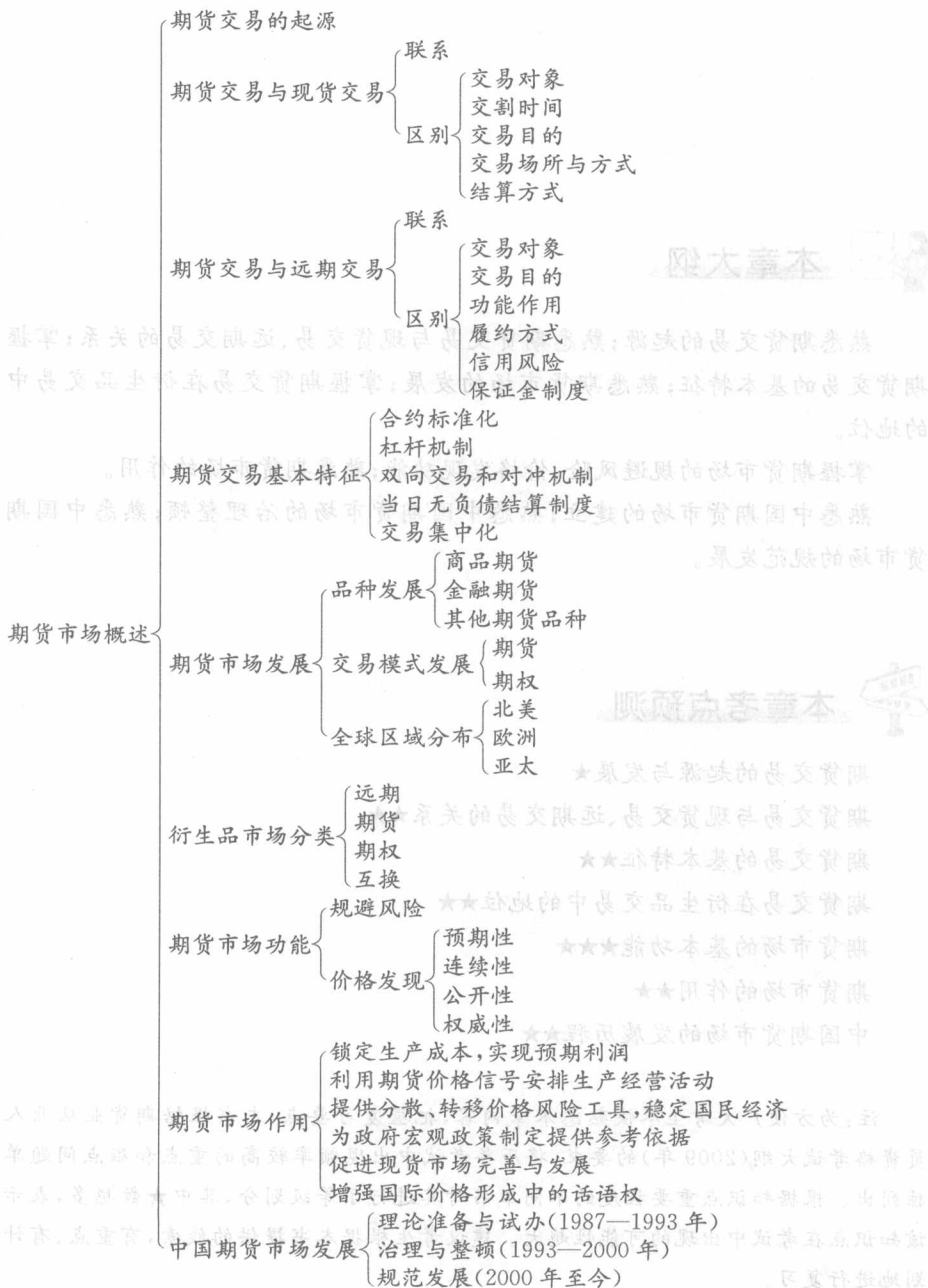 期货交易的起源
联系
期货交易与现货交易
交易对象
交割时间
区别
交易目的
交易场所与方式
结算方式
联系
期货交易与远期交易
交易对象
交易目的
功能作用
区别
履约方式
信用风险
保证金制度
合约标准化
杠杆机制
期货交易基本特征
双向交易和对冲机制
当日无负债结算制度
交易集中化
期货市场概述
商品期货
品种发展
金融期货
其他期货品种
期货市场发展
交易模式发展
期货
期权
北美
全球区域分布
欧洲
亚太
远期
衍生品市场分类
期货
期权
互换
规避风险
期货市场功能
预期性
价格发现
连续性
公开性
权威性
锁定生产成本,实现预期利润
利用期货价格信号安排生产经营活动
期货市场作用
提供分散、转移价格风险工具,稳定国民经济
为政府宏观政策制定提供参考依据
促进现货市场完善与发展
增强国际价格形成中的话语权
理论准备与试办(1987—1993 年)
中国期货市场发展
治理与整顿(1993—2000 年)
规范发展(2000 年至今)
本章大纲
熟悉期货交易的起源;熟悉期货交易与现货交易、远期交易的关系;掌握
期货交易的基本特征;熟悉期货市场的发展;掌握期货交易在衍生品交易中
的地位。
掌握期货市场的规避风险
期货市场的作用。
熟悉中国期货市场的建立
期货市场的治理整顿;熟悉中国期
货市场的规范发展。
本章考点预测
期货交易的起源与发展★
期货交易与现货交易、远期交易的关系★★
期货交易的基本特征★★
期货交易在衍生品交易中的地位★★
期货市场的基本功能★★★
期货市场的作用★★
中国期货市场的发展历程★★